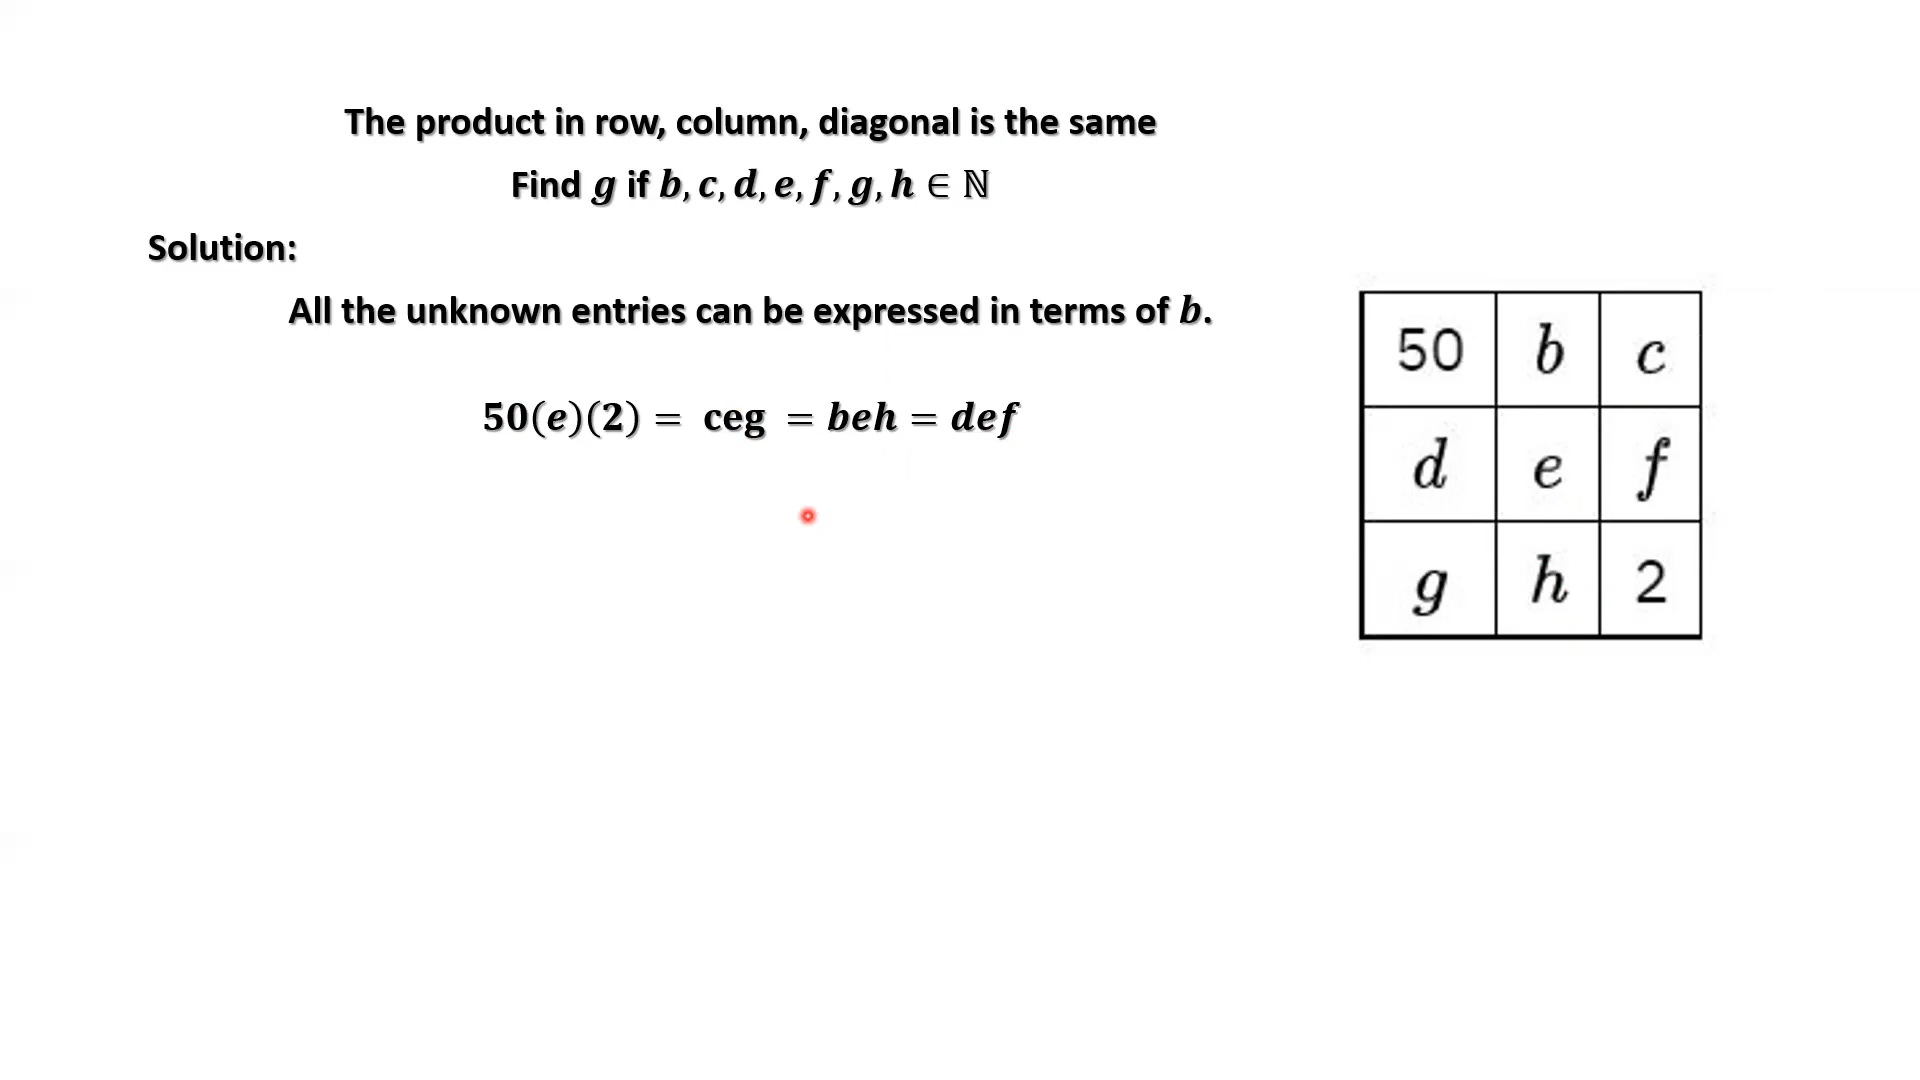 The product in row, column, diagonal is the same
Find g if b, c, d, e, f, g, h ∈ ℕ
Solution:
All the unknown entries can be expressed in terms of b.
50(e)(2) = ceg = beh = def
50 b c
d e f
g h 2